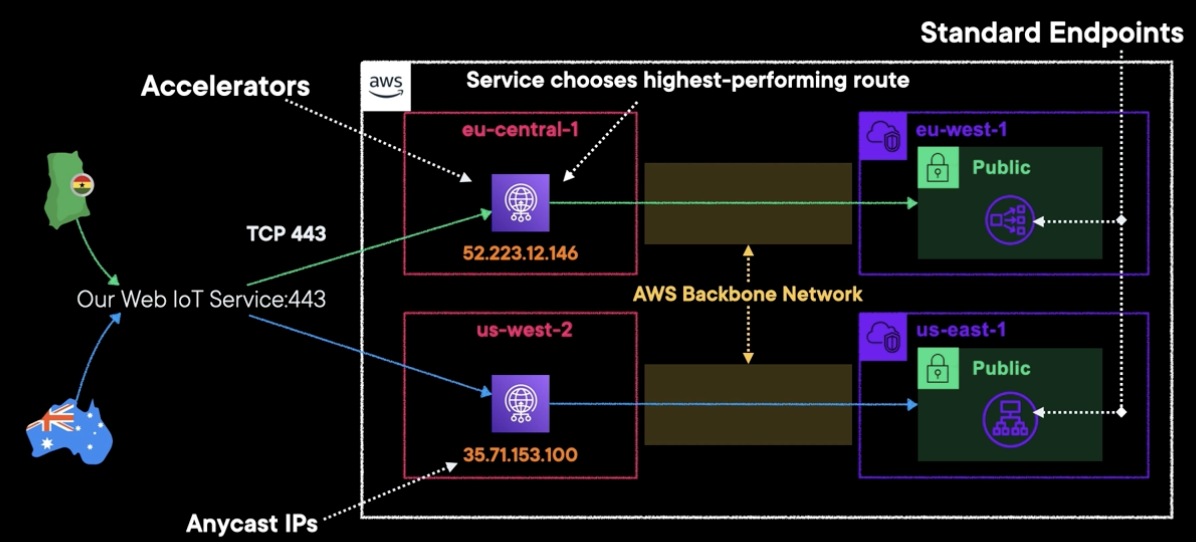 Standard Endpoints
Accelerators
aws
Service chooses highest-performing route
eu-central-1
eu-west-1
Public
TCP 443
52.223.12.146
Our Web IoT Service:443
AWS Backbone Network
us-west-2
us-east-1
Public
35.71.153.100
Anycast IPs